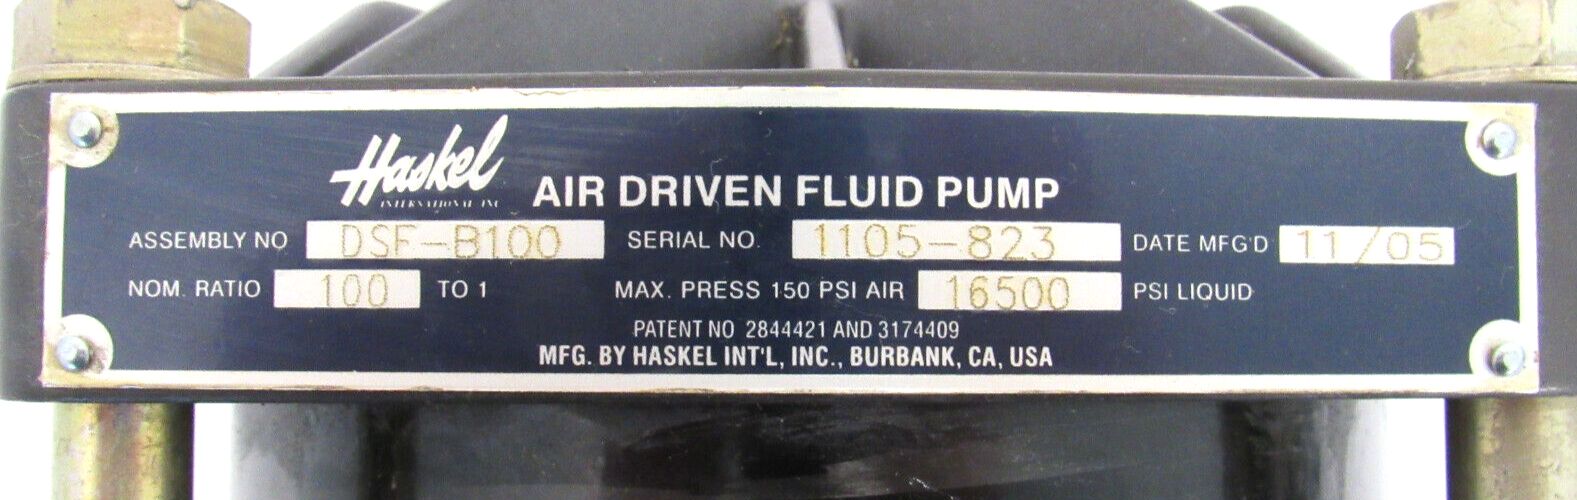 Haskel
INTERNATIONAL INC
AIR DRIVEN FLUID PUMP
ASSEMBLY NO DSF-B100 SERIAL NO. 1105-823 DATE MFG'D 11/05
NOM. RATIO 100 TO 1 MAX. PRESS 150 PSI AIR 16500 PSI LIQUID
PATENT NO 2844421 AND 3174409
MFG. BY HASKEL INT'L, INC., BURBANK, CA, USA